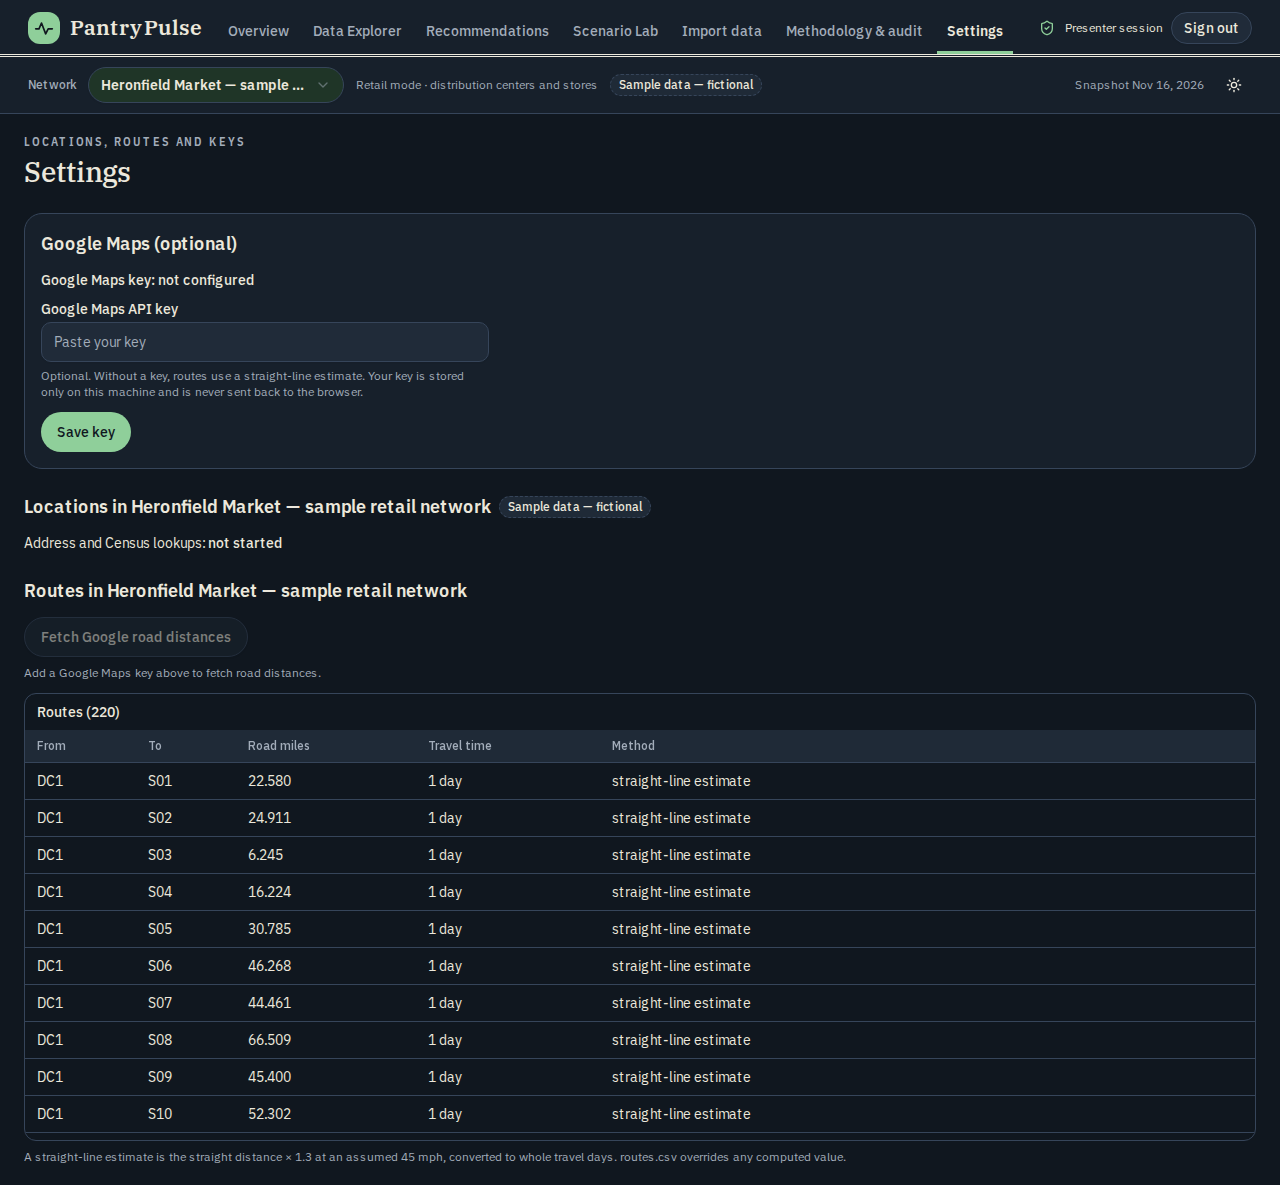 PantryPulse
Overview
Data Explorer
Recommendations
Scenario Lab
Import data
Methodology & audit
Settings
Presenter session
Sign out
Network
Heronfield Market — sample ...
Retail mode · distribution centers and stores
Sample data — fictional
Snapshot Nov 16, 2026
LOCATIONS, ROUTES AND KEYS
Settings
Google Maps (optional)
Google Maps key: not configured
Google Maps API key
Paste your key
Optional. Without a key, routes use a straight-line estimate. Your key is stored
only on this machine and is never sent back to the browser.
Save key
Locations in Heronfield Market — sample retail network
Sample data — fictional
Address and Census lookups: not started
Routes in Heronfield Market — sample retail network
Fetch Google road distances
Add a Google Maps key above to fetch road distances.
Routes (220)
From To Road miles Travel time Method
DC1 S01 22.580 1 day straight-line estimate
DC1 S02 24.911 1 day straight-line estimate
DC1 S03 6.245 1 day straight-line estimate
DC1 S04 16.224 1 day straight-line estimate
DC1 S05 30.785 1 day straight-line estimate
DC1 S06 46.268 1 day straight-line estimate
DC1 S07 44.461 1 day straight-line estimate
DC1 S08 66.509 1 day straight-line estimate
DC1 S09 45.400 1 day straight-line estimate
DC1 S10 52.302 1 day straight-line estimate
A straight-line estimate is the straight distance × 1.3 at an assumed 45 mph, converted to whole travel days. routes.csv overrides any computed value.